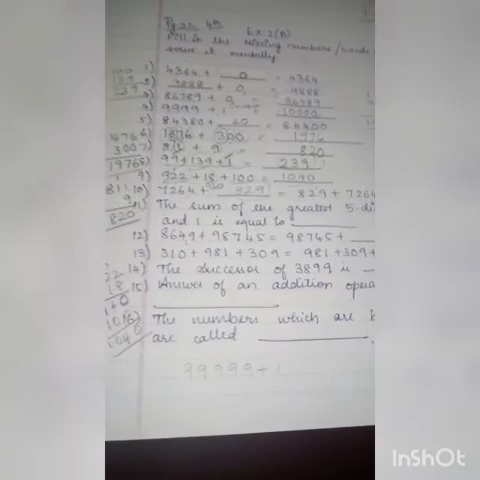 Pg 22 4th Ex 2(A)
Fill in the missing numbers/words
solve it mentally
1) 4364 + 0 = 4364
2) 9888 + 0 = 9888
3) 86789 + 0 = 86789
4) 9999 + 1 = 10000
5) 84380 + 20 = 84400
6) 1876 + 300 = 1976
7) 811 + 9 = 820
8) 99 + 139 + 1 = 239
9) 922 + 18 + 100 = 1040
10) 7264 + 829 = 829 + 7264
11) The sum of the greatest 5-di
and 1 is equal to
12) 8649 + 98745 = 98745 +
13) 310 + 981 + 309 = 981 + 309 +
14) The successor of 3899 is
15) Answer of an addition opera
The numbers which are
are called
99999 + 1
InShOt